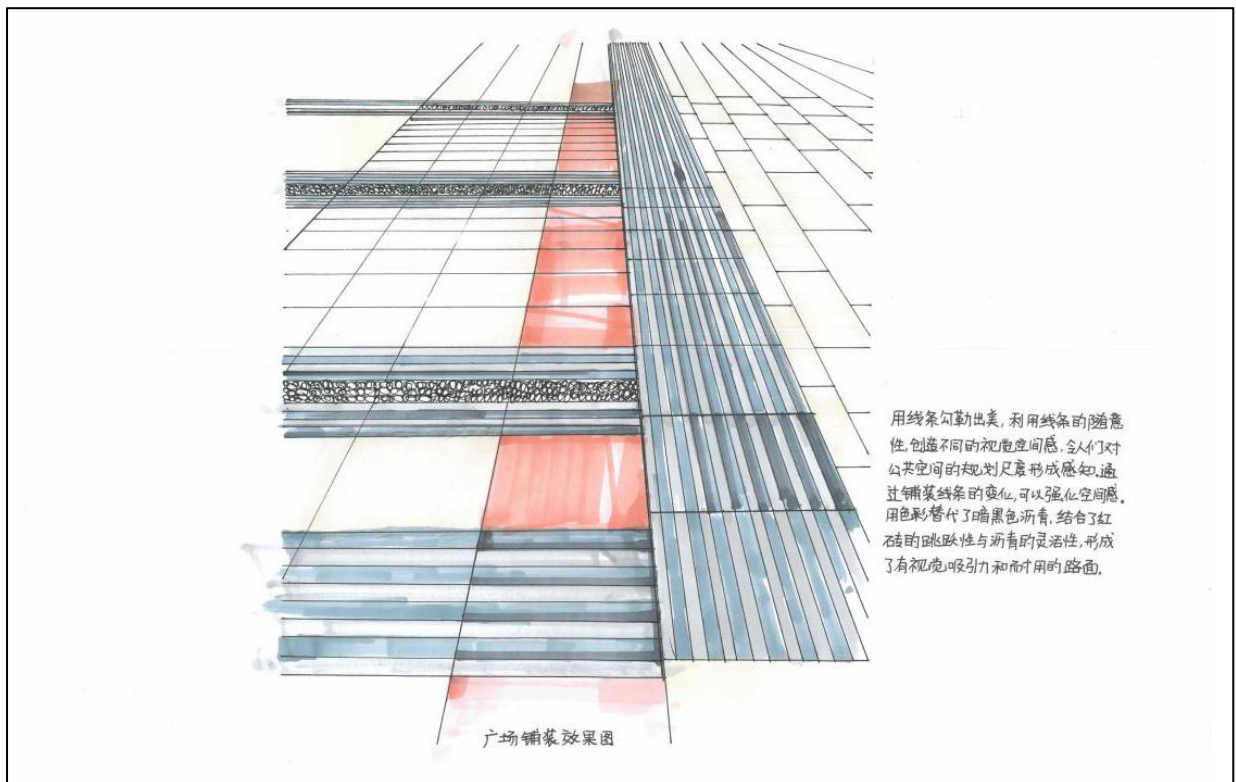 用线条勾勒出美，利用线条的随意
性，创造不同的视觉空间感，令人们对
公共空间的规划尺度形成感知。通
过铺装线条的变化，可以强化空间感。
用色彩替代了暗黑色沥青，结合了红
砖的跳跃性与沥青的灵活性，形成
了有视觉吸引力和耐用的路面。
广场铺装效果图